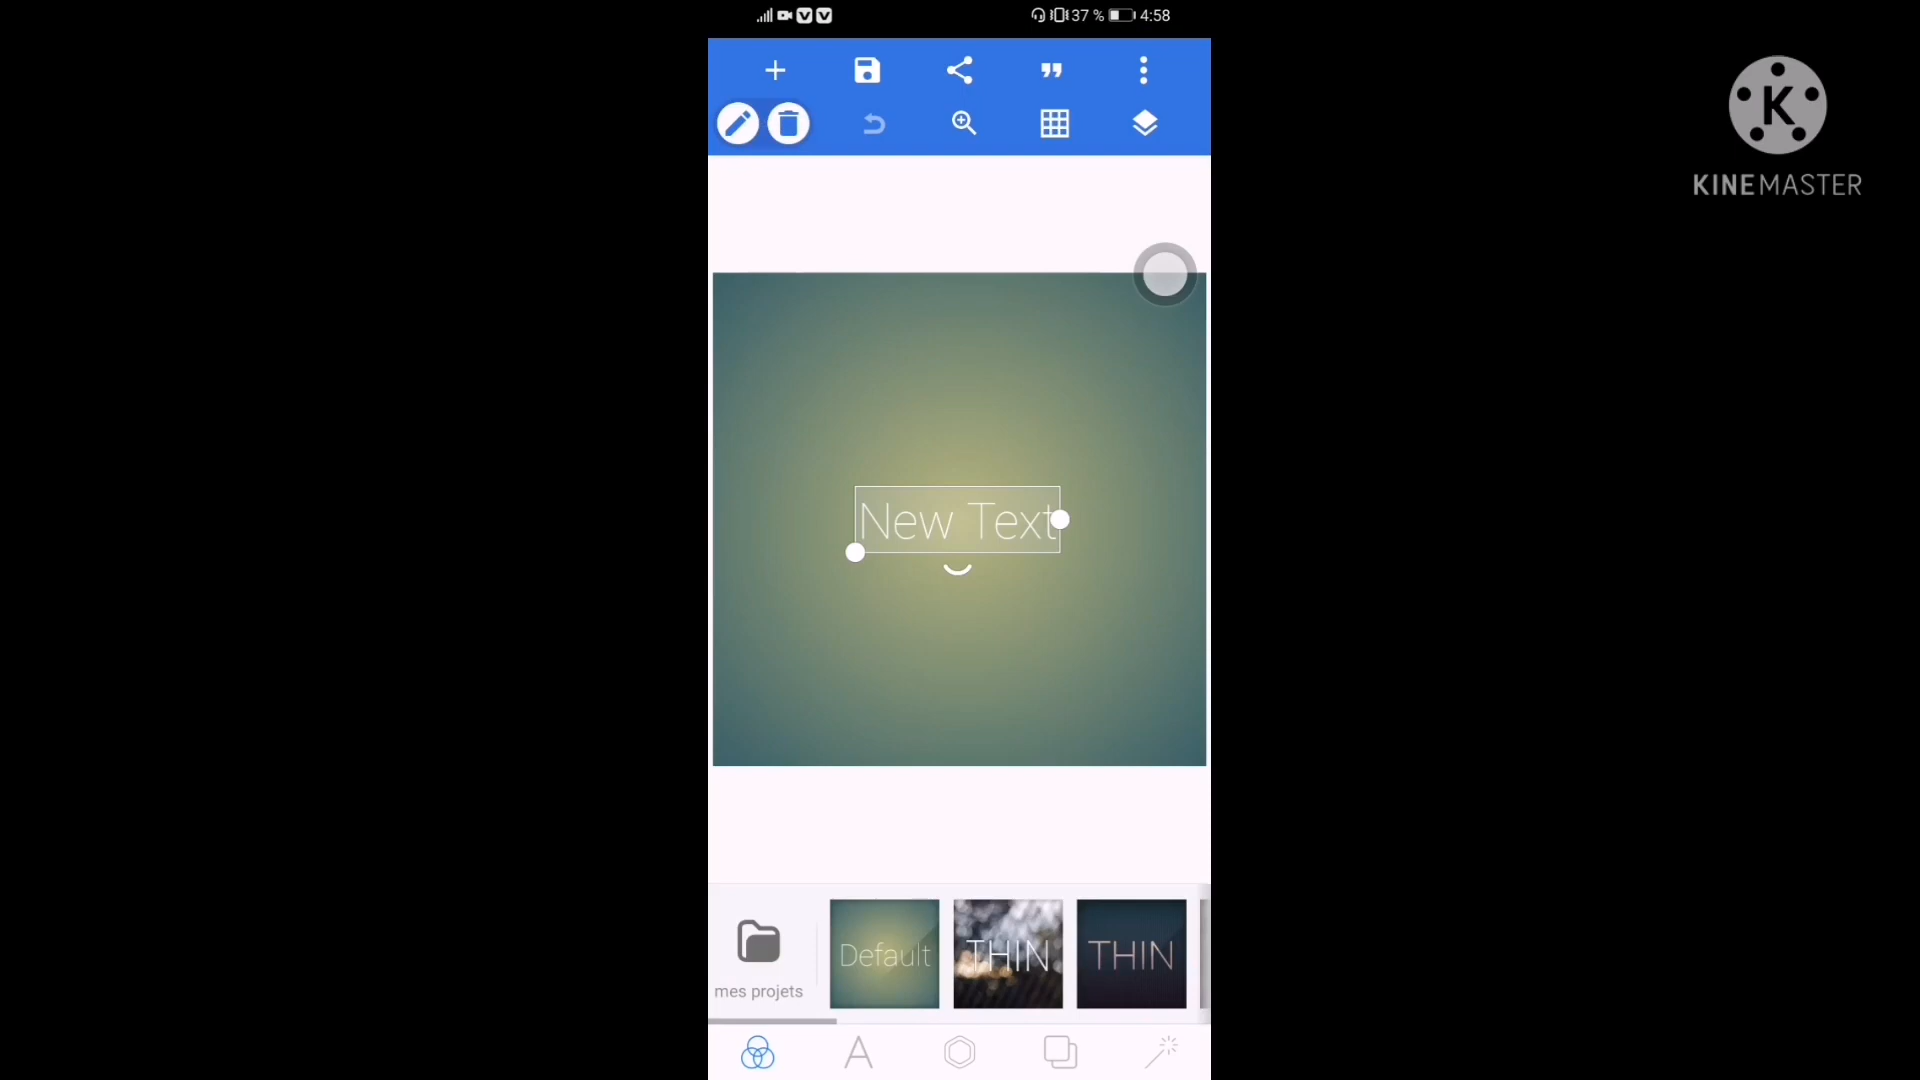 37 % 4:58
K
KINEMASTER
New Text
Default
THIN
THIN
mes projets
A